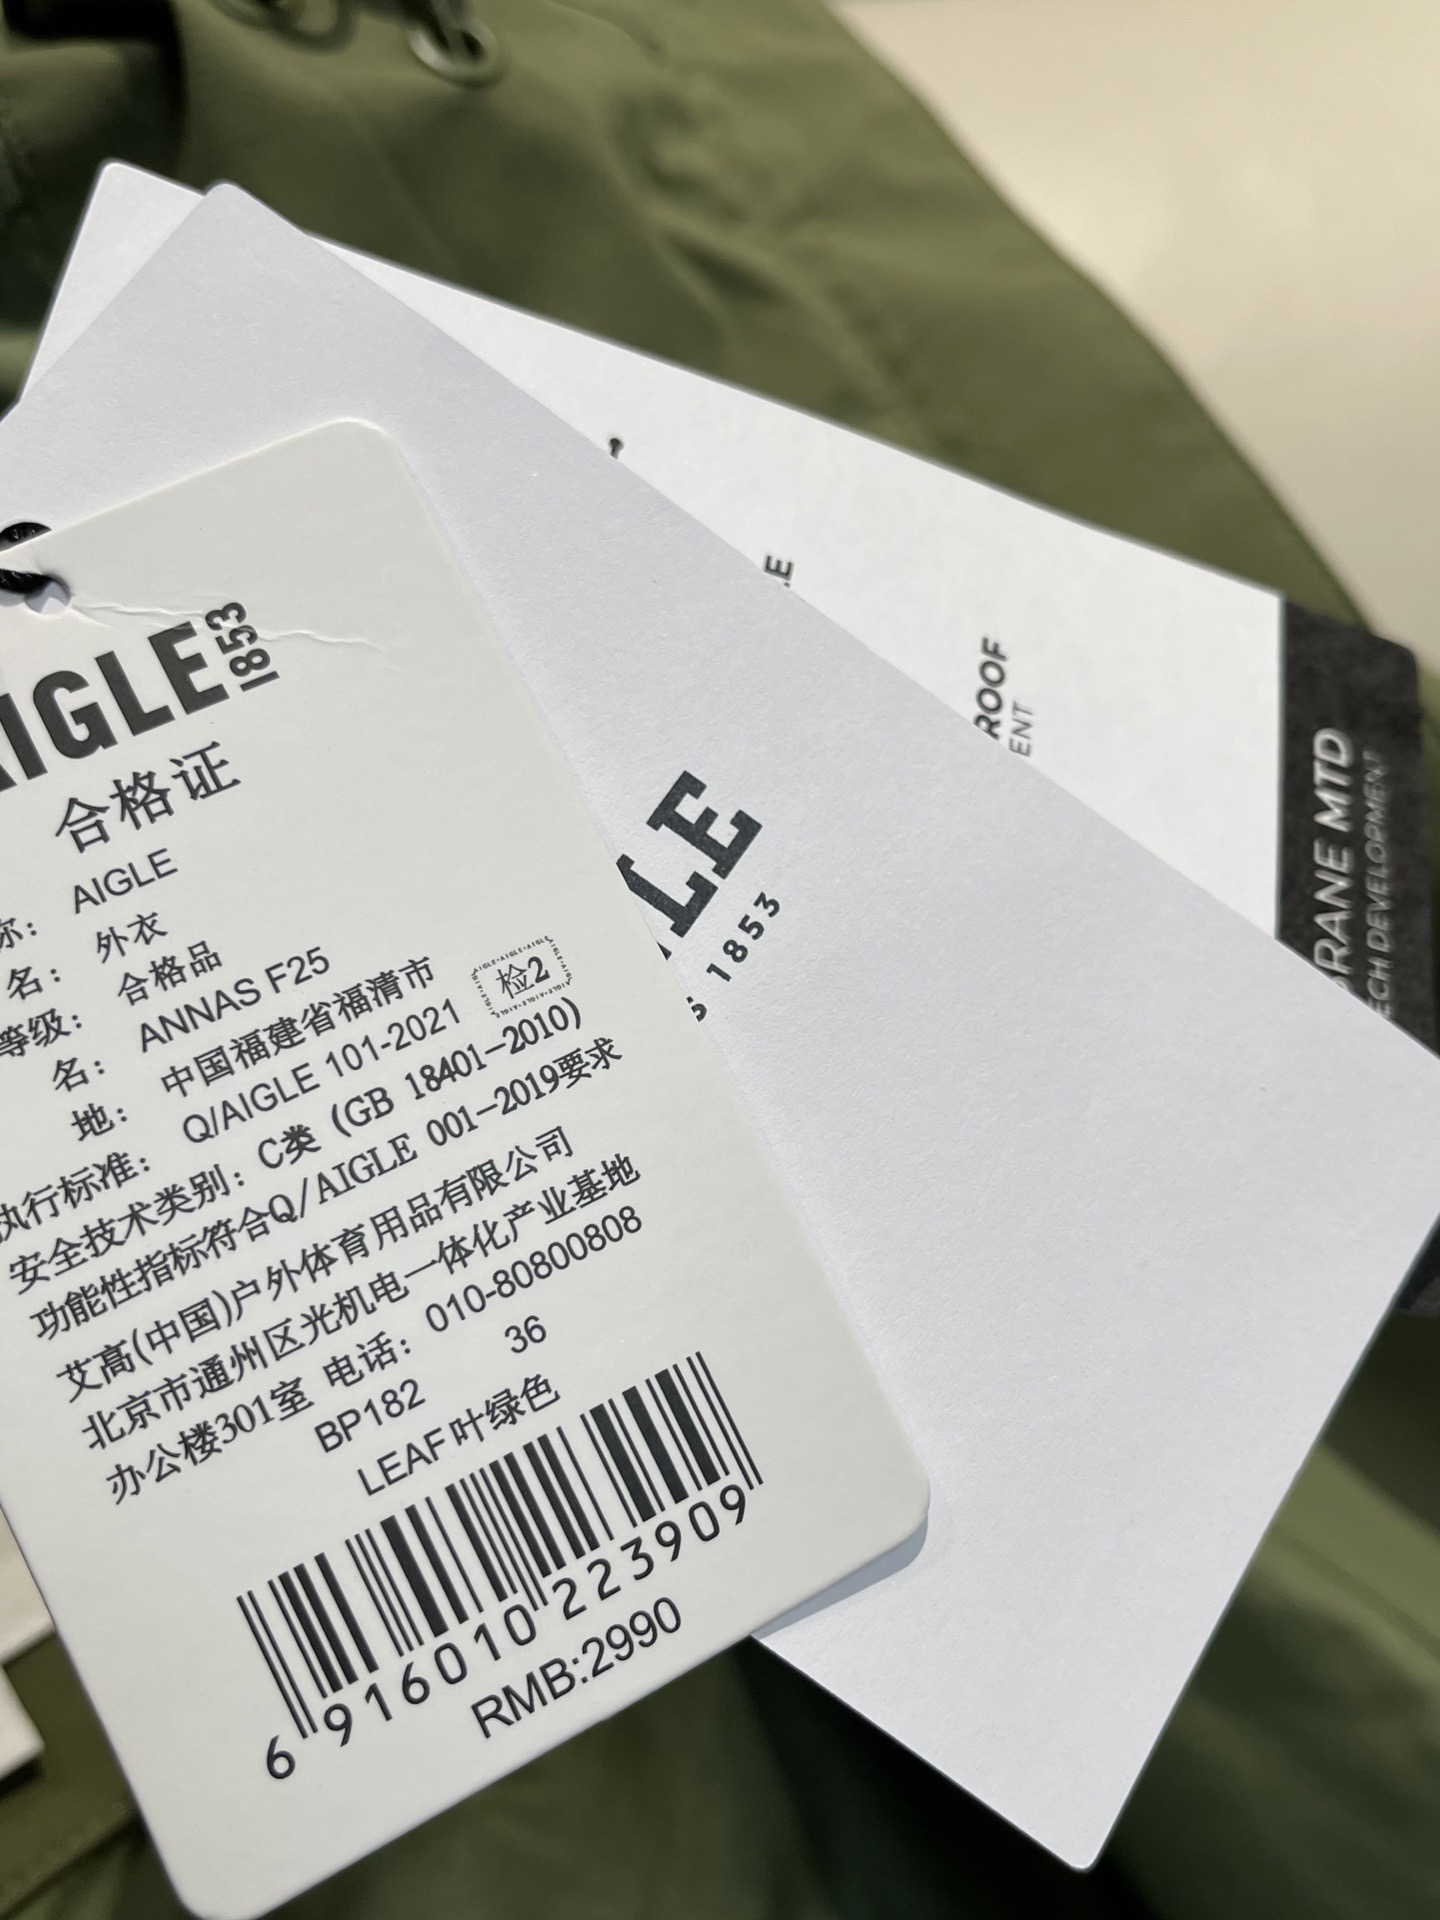 AIGLE
1853
合格证
称： AIGLE
名： 外衣
等级： 合格品
名： ANNAS F25
地： 中国福建省福清市
执行标准： Q/AIGLE 101-2021
检2
安全技术类别： C类 (GB 18401-2010)
功能性指标符合Q/AIGLE 001-2019要求
艾高(中国)户外体育用品有限公司
北京市通州区光机电一体化产业基地
办公楼301室 电话： 010-80800808
BP182 36
LEAF 叶绿色
6 916010 223909
RMB:2990
LE
1853
LE
ROOF
ENT
BRANE MTD
ECH DEVELOPMENT